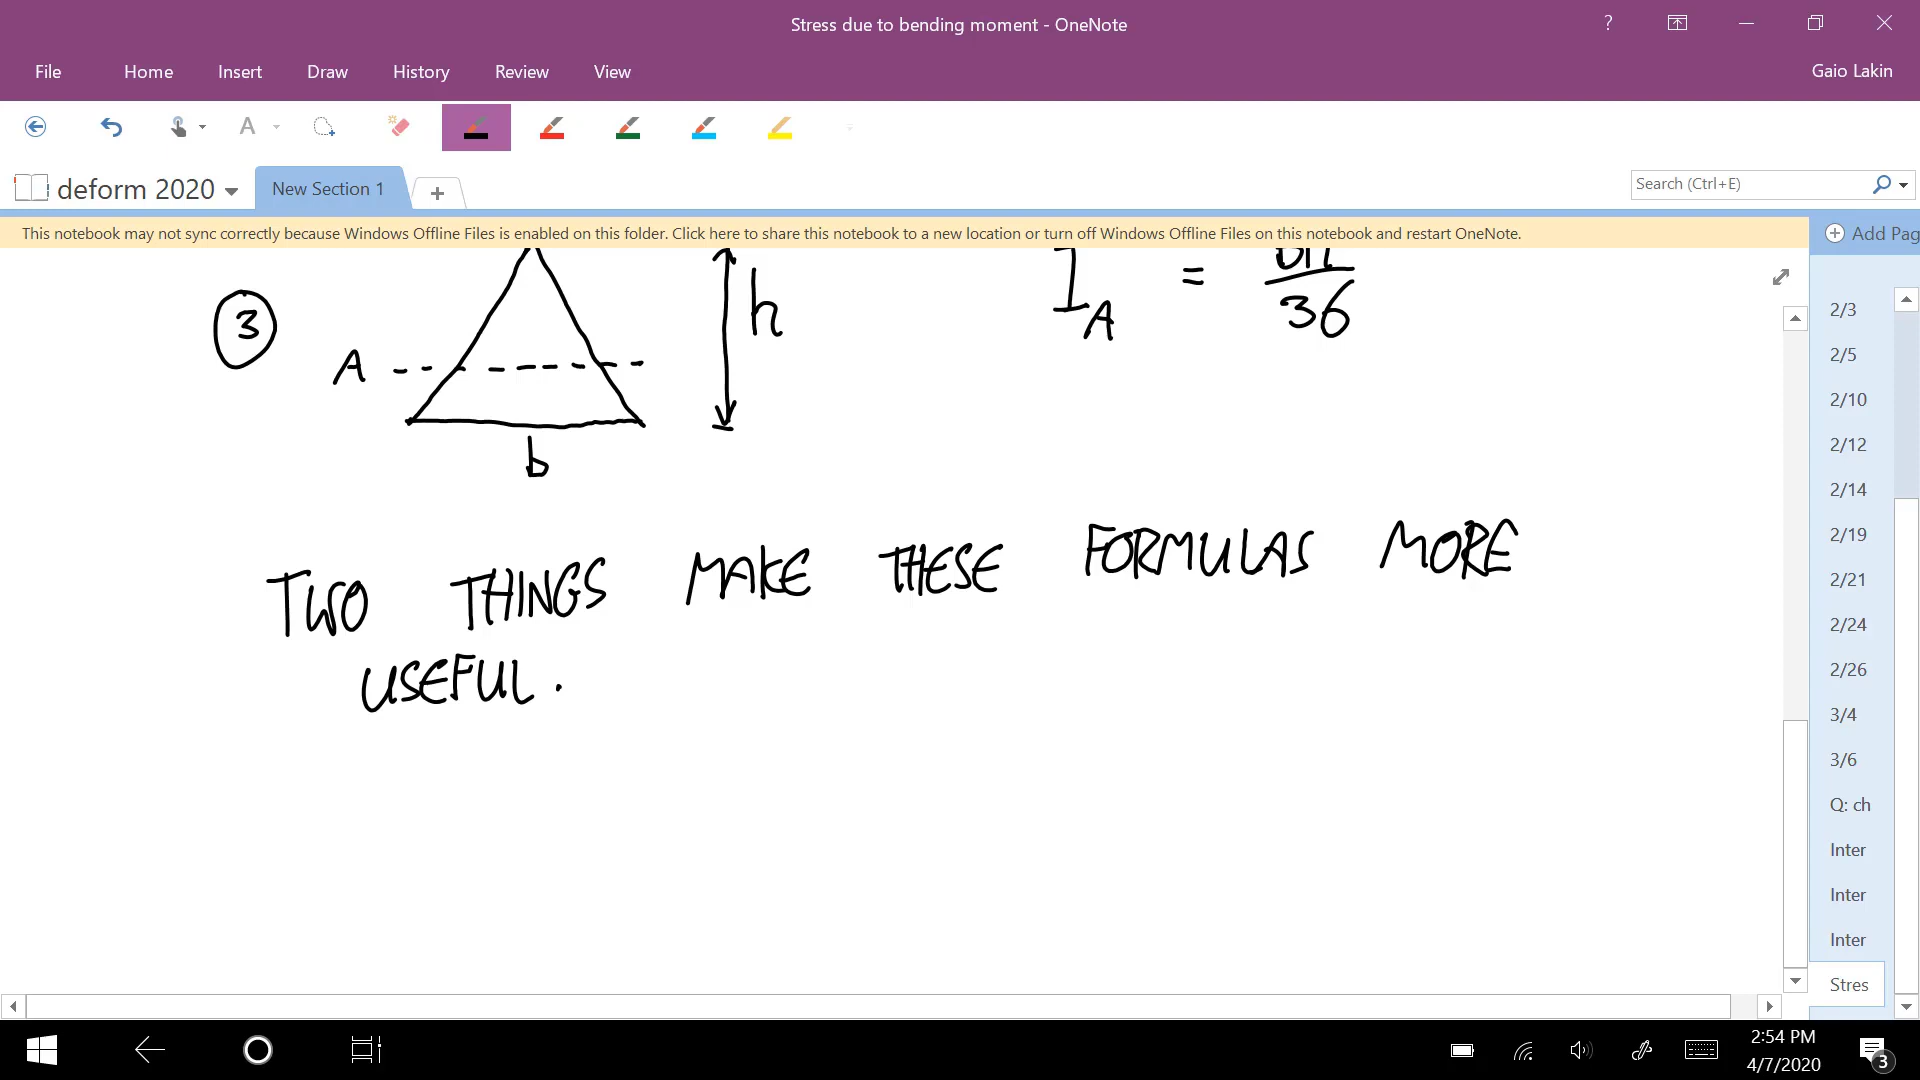 Stress due to bending moment - OneNote
?
File Home Insert Draw History Review View
Gaio Lakin
A
deform 2020
New Section 1
+
Search (Ctrl+E)
This notebook may not sync correctly because Windows Offline Files is enabled on this folder. Click here to share this notebook to a new location or turn off Windows Offline Files on this notebook and restart OneNote.
Add Pag
3
A
b
h
I_A = /36
TWO THINGS MAKE THESE FORMULAS MORE
USEFUL.
2/3
2/5
2/10
2/12
2/14
2/19
2/21
2/24
2/26
3/4
3/6
Q: ch
Inter
Inter
Inter
Stres
2:54 PM
4/7/2020
3